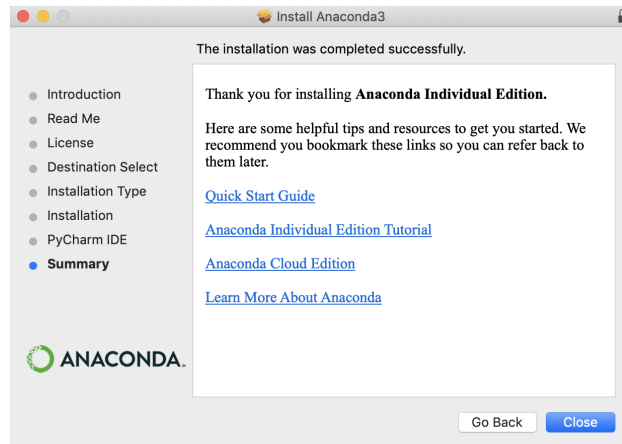 Install Anaconda3
The installation was completed successfully.
Introduction
Read Me
License
Destination Select
Installation Type
Installation
PyCharm IDE
Summary
Thank you for installing Anaconda Individual Edition.
Here are some helpful tips and resources to get you started. We
recommend you bookmark these links so you can refer back to
them later.
Quick Start Guide
Anaconda Individual Edition Tutorial
Anaconda Cloud Edition
Learn More About Anaconda
ANACONDA.
Go Back
Close